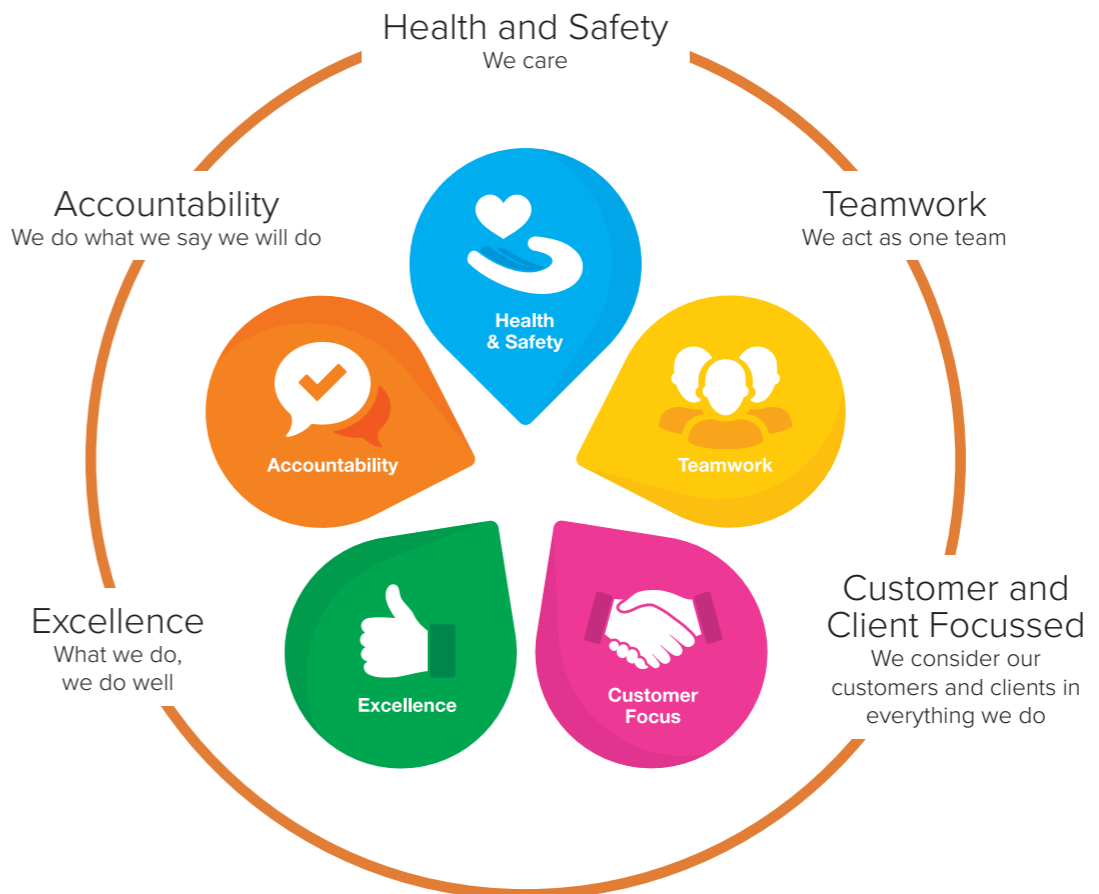 Health and Safety
We care
Accountability
We do what we say we will do
Teamwork
We act as one team
Health
& Safety
Accountability
Teamwork
Excellence
What we do,
we do well
Excellence
Customer
Focus
Customer and
Client Focussed
We consider our
customers and clients in
everything we do